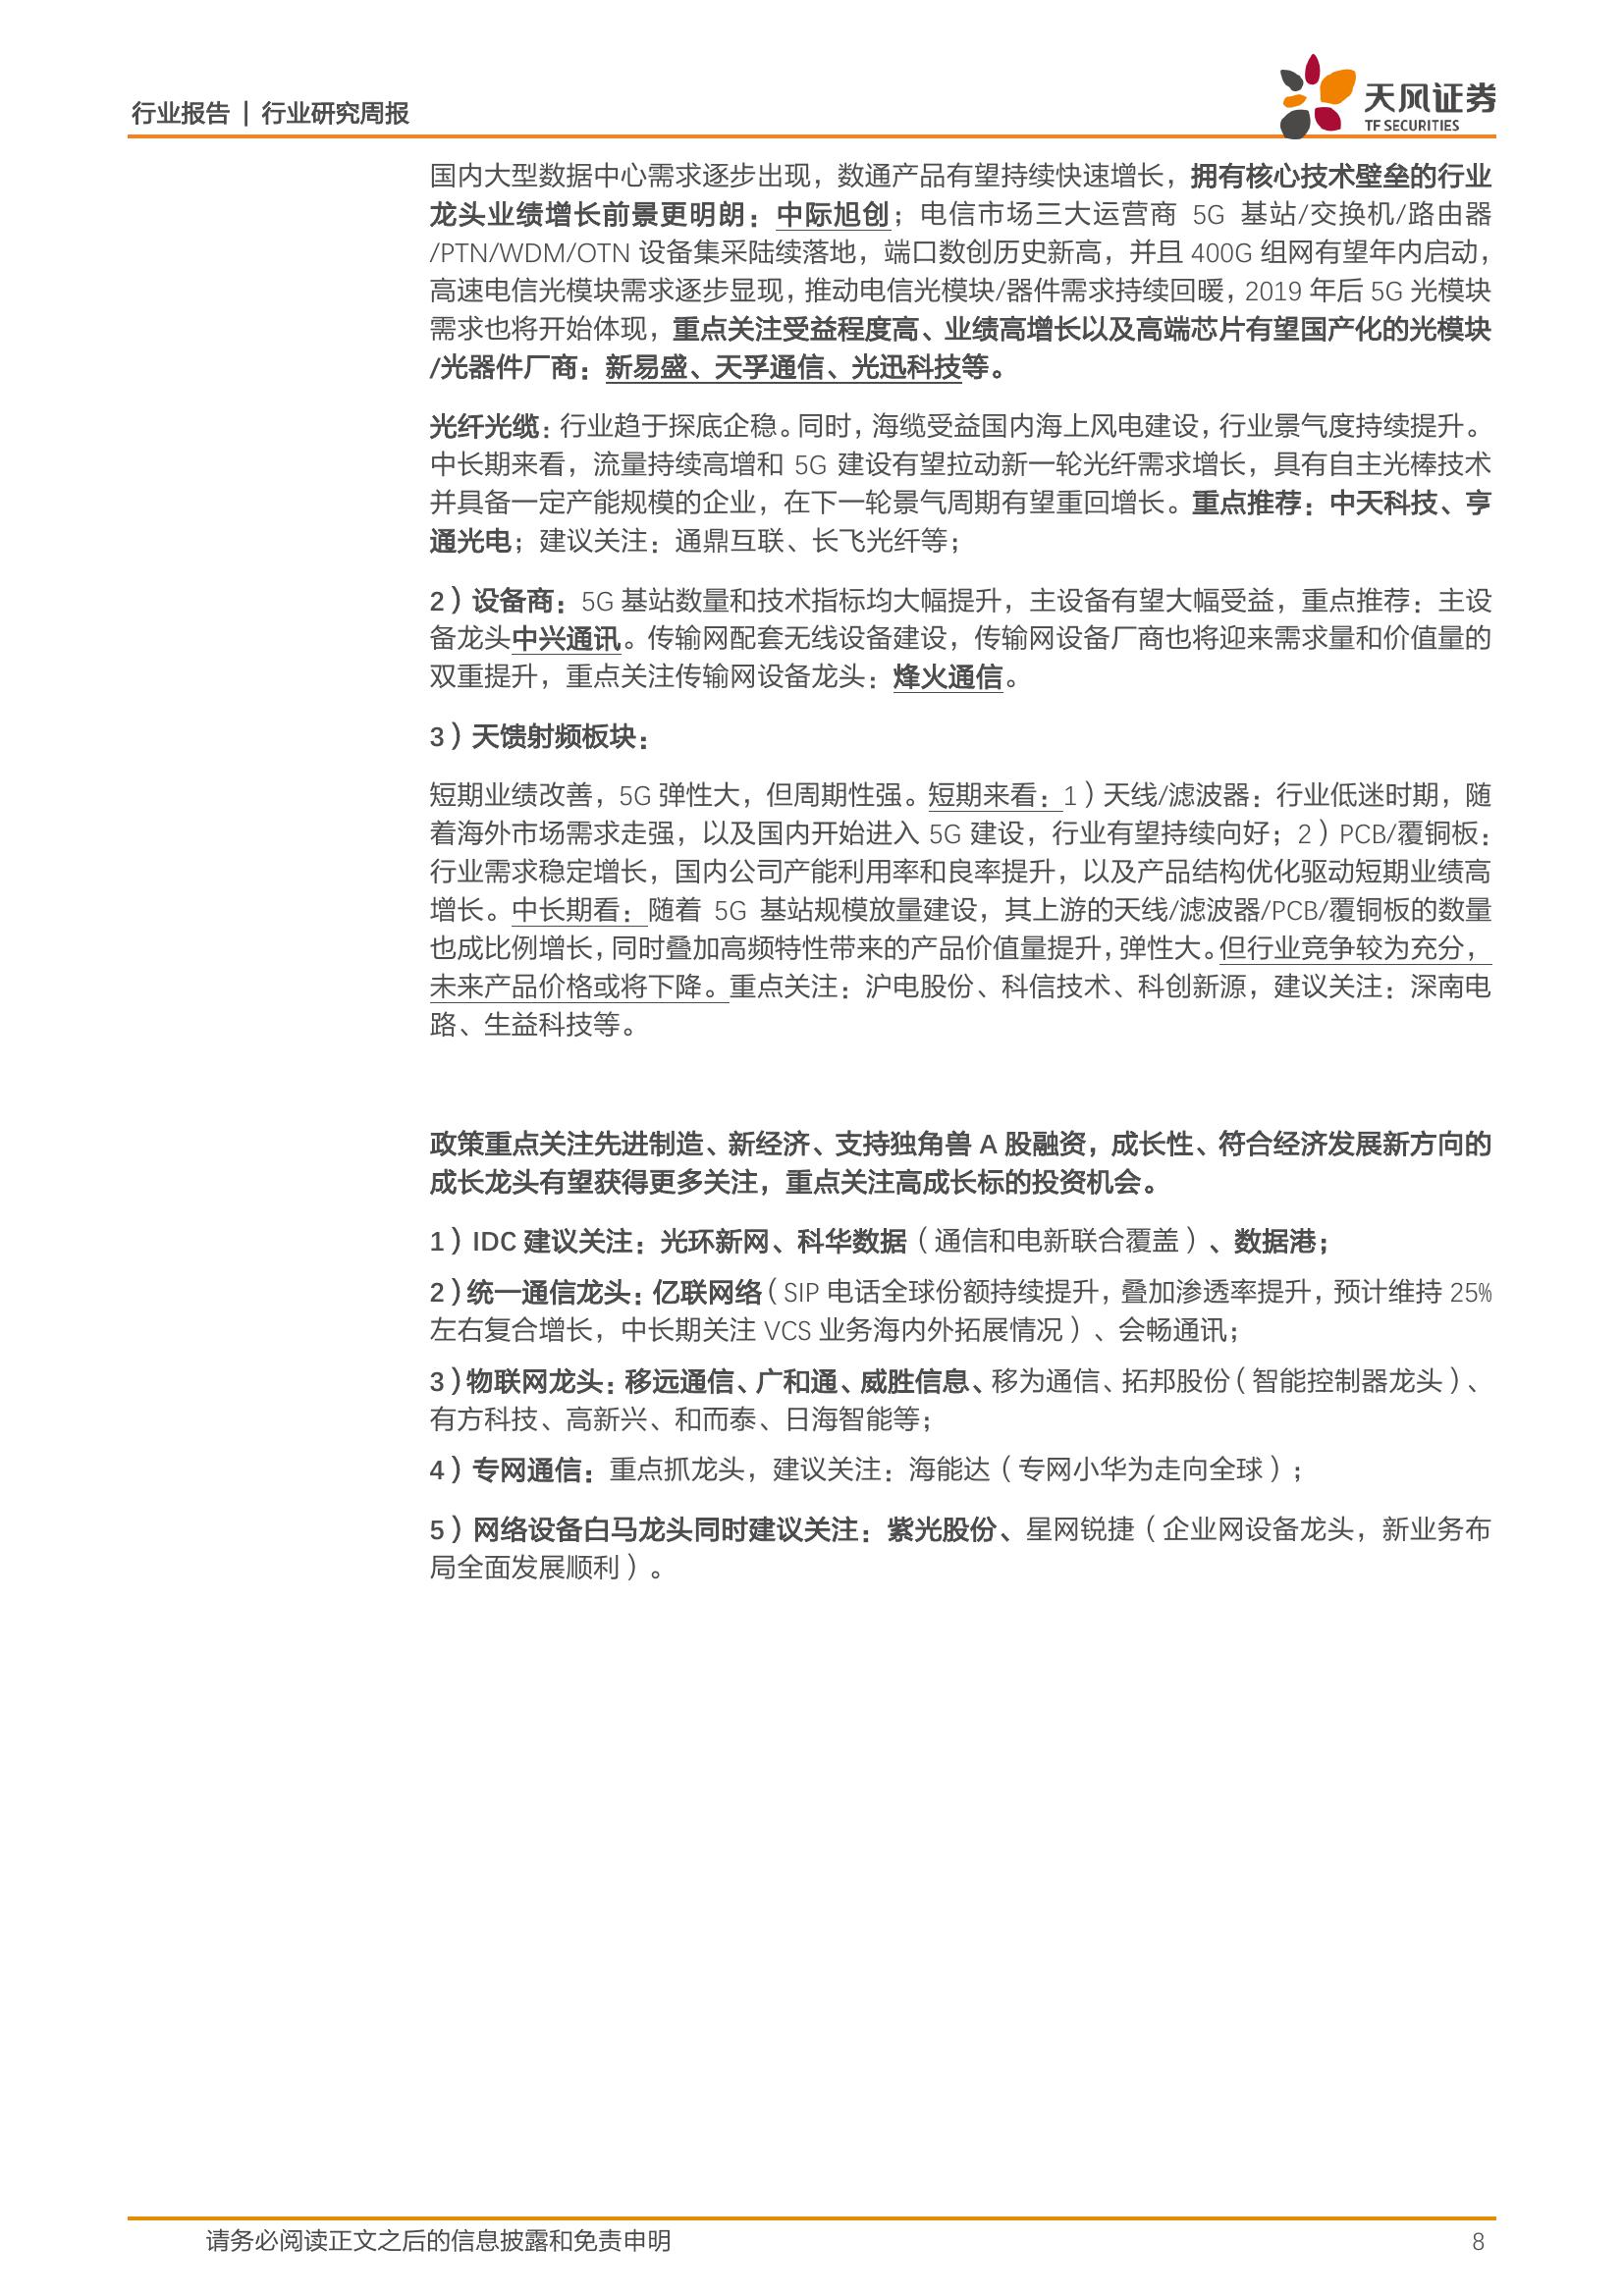 行业报告 | 行业研究周报
天风证券
TF SECURITIES
国内大型数据中心需求逐步出现，数通产品有望持续快速增长，拥有核心技术壁垒的行业
龙头业绩增长前景更明朗：中际旭创；电信市场三大运营商 5G 基站/交换机/路由器
/PTN/WDM/OTN 设备集采陆续落地，端口数创历史新高，并且 400G 组网有望年内启动，
高速电信光模块需求逐步显现，推动电信光模块/器件需求持续回暖，2019 年后 5G 光模块
需求也将开始体现，重点关注受益程度高、业绩高增长以及高端芯片有望国产化的光模块
/光器件厂商：新易盛、天孚通信、光迅科技等。
光纤光缆：行业趋于探底企稳。同时，海缆受益国内海上风电建设，行业景气度持续提升。
中长期来看，流量持续高增和 5G 建设有望拉动新一轮光纤需求增长，具有自主光棒技术
并具备一定产能规模的企业，在下一轮景气周期有望重回增长。重点推荐：中天科技、亨
通光电；建议关注：通鼎互联、长飞光纤等；
2）设备商：5G 基站数量和技术指标均大幅提升，主设备有望大幅受益，重点推荐：主设
备龙头中兴通讯。传输网配套无线设备建设，传输网设备厂商也将迎来需求量和价值量的
双重提升，重点关注传输网设备龙头：烽火通信。
3）天馈射频板块：
短期业绩改善，5G 弹性大，但周期性强。短期来看：1）天线/滤波器：行业低迷时期，随
着海外市场需求走强，以及国内开始进入 5G 建设，行业有望持续向好；2）PCB/覆铜板：
行业需求稳定增长，国内公司产能利用率和良率提升，以及产品结构优化驱动短期业绩高
增长。中长期看：随着 5G 基站规模放量建设，其上游的天线/滤波器/PCB/覆铜板的数量
也成比例增长，同时叠加高频特性带来的产品价值量提升，弹性大。但行业竞争较为充分，
未来产品价格或将下降。重点关注：沪电股份、科信技术、科创新源，建议关注：深南电
路、生益科技等。
政策重点关注先进制造、新经济、支持独角兽 A 股融资，成长性、符合经济发展新方向的
成长龙头有望获得更多关注，重点关注高成长标的投资机会。
1）IDC 建议关注：光环新网、科华数据（通信和电新联合覆盖）、数据港；
2）统一通信龙头：亿联网络（SIP 电话全球份额持续提升，叠加渗透率提升，预计维持 25%
左右复合增长，中长期关注 VCS 业务海内外拓展情况）、会畅通讯；
3）物联网龙头：移远通信、广和通、威胜信息、移为通信、拓邦股份（智能控制器龙头）、
有方科技、高新兴、和而泰、日海智能等；
4）专网通信：重点抓龙头，建议关注：海能达（专网小华为走向全球）；
5）网络设备白马龙头同时建议关注：紫光股份、星网锐捷（企业网设备龙头，新业务布
局全面发展顺利）。
请务必阅读正文之后的信息披露和免责申明
8